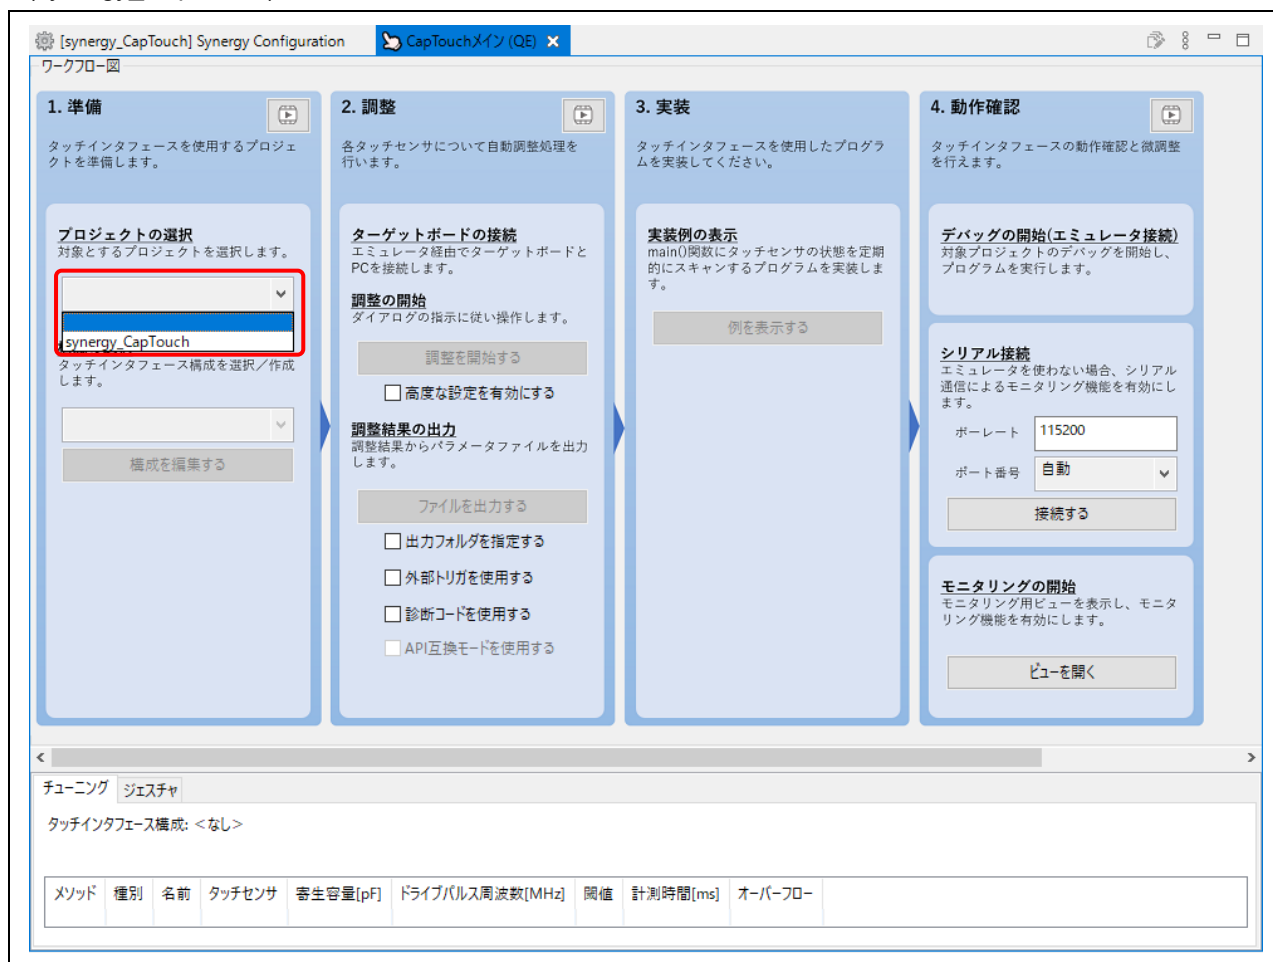 [synergy_CapTouch] Synergy Configuration
CapTouchメイン (QE)
ワークフロー図
1. 準備
タッチインタフェースを使用するプロジェ
クトを準備します。
プロジェクトの選択
対象とするプロジェクトを選択します。
synergy_CapTouch
タッチインタフェース構成を選択／作成
します。
構成を編集する
2. 調整
各タッチセンサについて自動調整処理を
行います。
ターゲットボードの接続
エミュレータ経由でターゲットボードと
PCを接続します。
調整の開始
ダイアログの指示に従い操作します。
調整を開始する
高度な設定を有効にする
調整結果の出力
調整結果からパラメータファイルを出力
します。
ファイルを出力する
出力フォルダを指定する
外部トリガを使用する
診断コードを使用する
API互換モードを使用する
3. 実装
タッチインタフェースを使用したプログラ
ムを実装してください。
実装例の表示
main()関数にタッチセンサの状態を定期
的にスキャンするプログラムを実装しま
す。
例を表示する
4. 動作確認
タッチインタフェースの動作確認と微調整
を行えます。
デバッグの開始(エミュレータ接続)
対象プロジェクトのデバッグを開始し、
プログラムを実行します。
シリアル接続
エミュレータを使わない場合、シリアル
通信によるモニタリング機能を有効にし
ます。
ボーレート 115200
ポート番号 自動
接続する
モニタリングの開始
モニタリング用ビューを表示し、モニタ
リング機能を有効にします。
ビューを開く
チューニング ジェスチャ
タッチインタフェース構成: <なし>
メソッド 種別 名前 タッチセンサ 寄生容量[pF] ドライブパルス周波数[MHz] 閾値 計測時間[ms] オーバーフロー